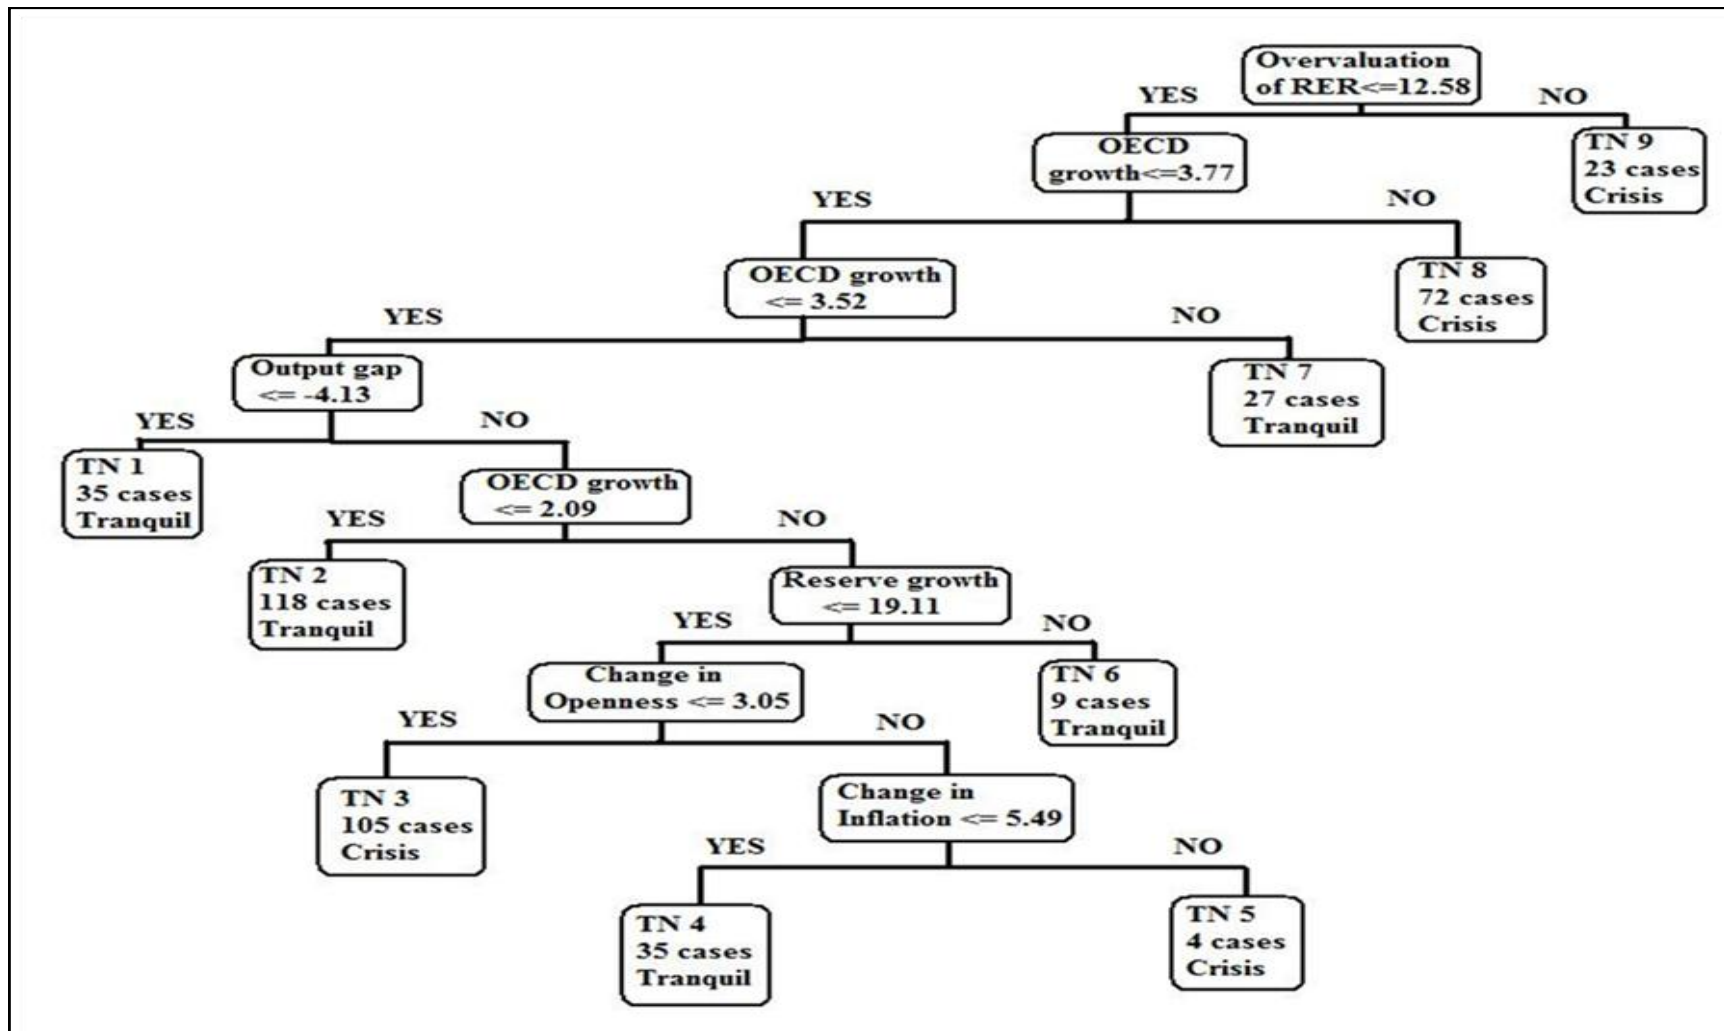 Overvaluation
of RER<=12.58
YES
NO
OECD
growth<=3.77
TN 9
23 cases
Crisis
YES
NO
OECD growth
<= 3.52
TN 8
72 cases
Crisis
YES
NO
Output gap
<= -4.13
TN 7
27 cases
Tranquil
YES
NO
TN 1
35 cases
Tranquil
OECD growth
<= 2.09
YES
NO
TN 2
118 cases
Tranquil
Reserve growth
<= 19.11
YES
NO
Change in
Openness <= 3.05
TN 6
9 cases
Tranquil
YES
NO
TN 3
105 cases
Crisis
Change in
Inflation <= 5.49
YES
NO
TN 4
35 cases
Tranquil
TN 5
4 cases
Crisis